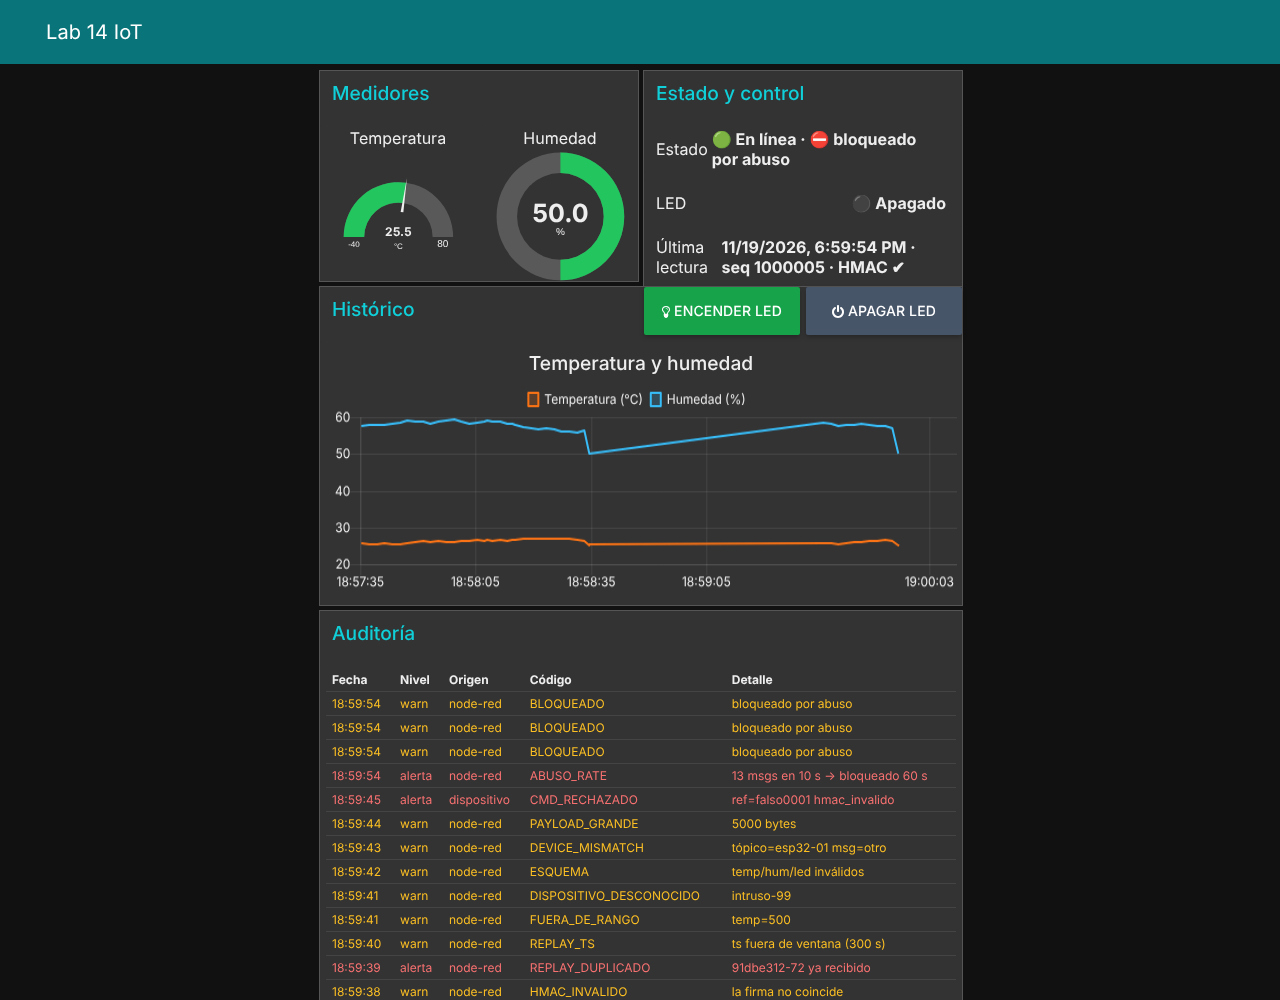 Lab 14 IoT
Medidores
Temperatura
25.5
°C
-40
80
Humedad
50.0
%
Estado y control
Estado
🟢 En línea · ⛔ bloqueado
por abuso
LED
⚫ Apagado
Última
lectura
11/19/2026, 6:59:54 PM ·
seq 1000005 · HMAC ✔
ENCENDER LED
APAGAR LED
Histórico
Temperatura y humedad
Temperatura (ºC) Humedad (%)
60
50
40
30
20
18:57:35 18:58:05 18:58:35 18:59:05 19:00:03
Auditoría
Fecha Nivel Origen Código Detalle
18:59:54 warn node-red BLOQUEADO bloqueado por abuso
18:59:54 warn node-red BLOQUEADO bloqueado por abuso
18:59:54 warn node-red BLOQUEADO bloqueado por abuso
18:59:54 alerta node-red ABUSO_RATE 13 msgs en 10 s → bloqueado 60 s
18:59:45 alerta dispositivo CMD_RECHAZADO ref=falso0001 hmac_invalido
18:59:44 warn node-red PAYLOAD_GRANDE 5000 bytes
18:59:43 warn node-red DEVICE_MISMATCH tópico=esp32-01 msg=otro
18:59:42 warn node-red ESQUEMA temp/hum/led inválidos
18:59:41 warn node-red DISPOSITIVO_DESCONOCIDO intruso-99
18:59:41 warn node-red FUERA_DE_RANGO temp=500
18:59:40 warn node-red REPLAY_TS ts fuera de ventana (300 s)
18:59:39 alerta node-red REPLAY_DUPLICADO 91dbe312-72 ya recibido
18:59:38 warn node-red HMAC_INVALIDO la firma no coincide